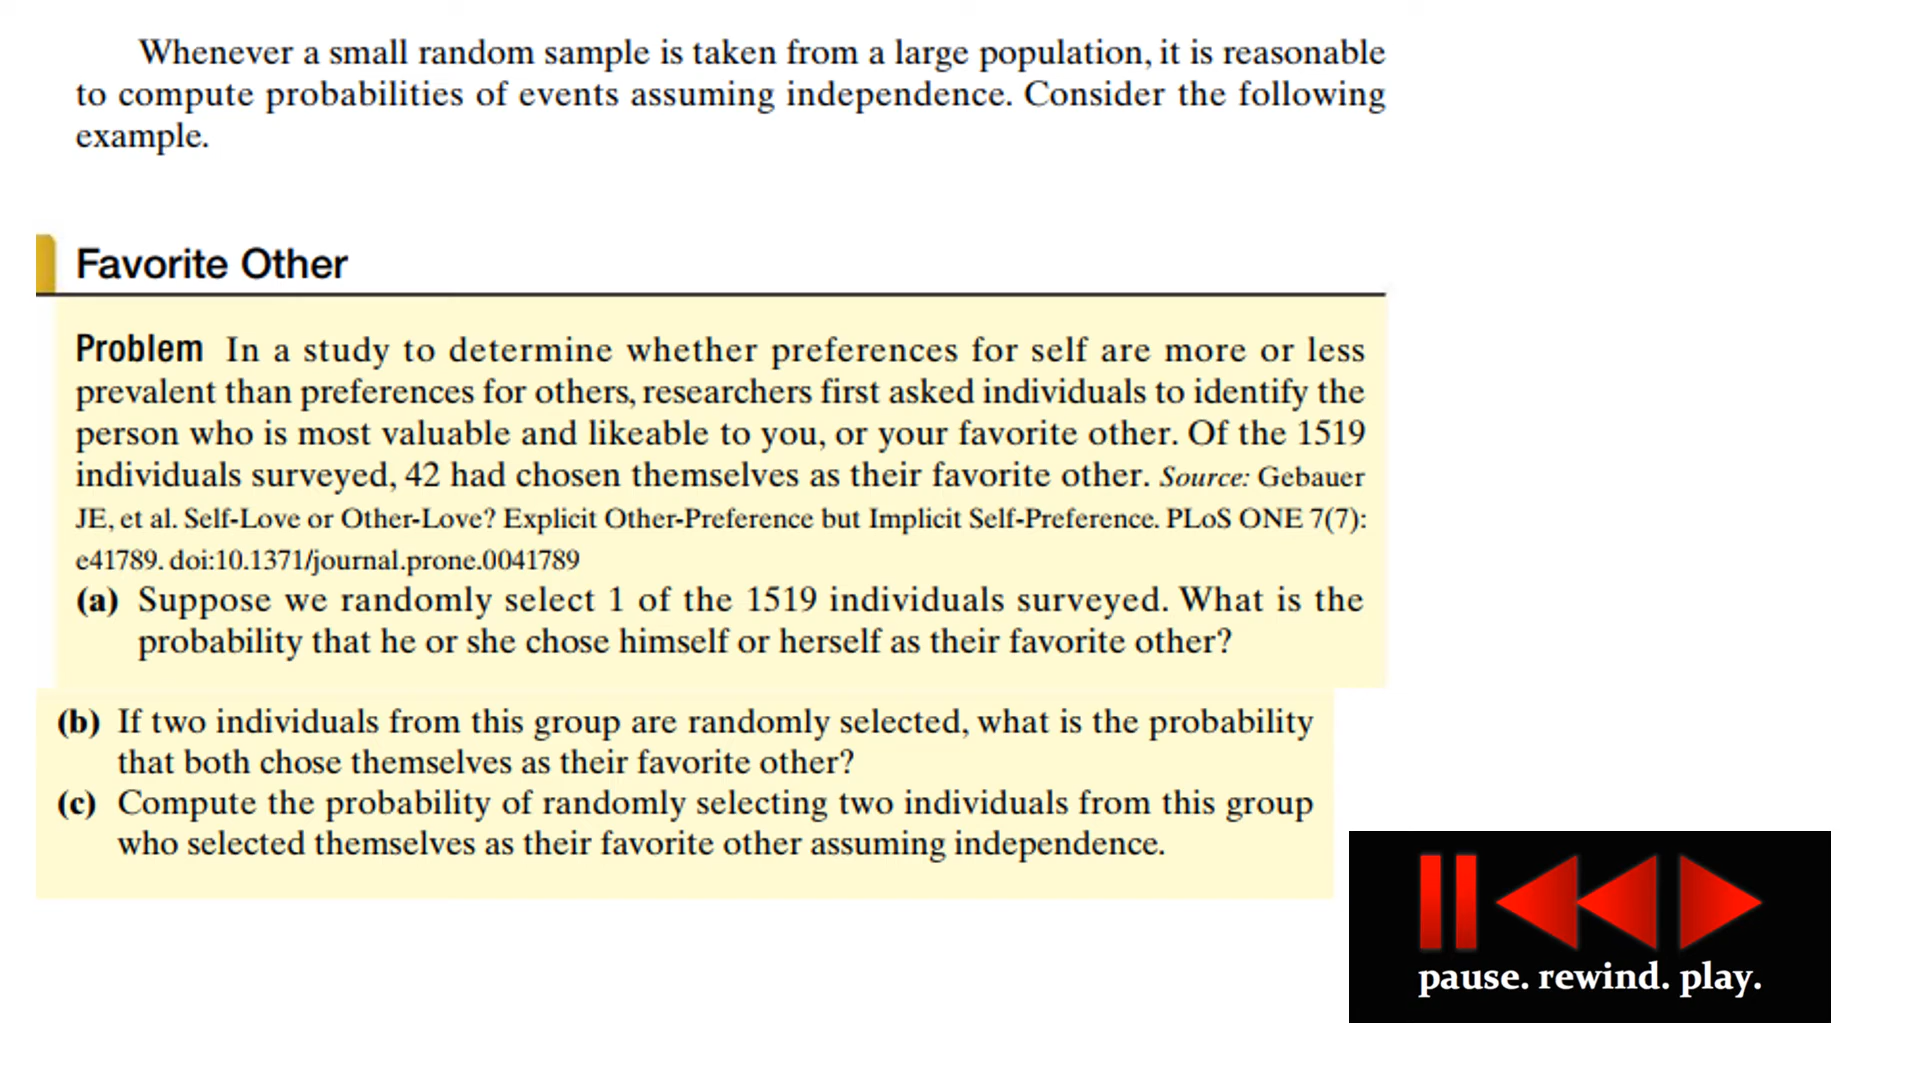 Whenever a small random sample is taken from a large population, it is reasonable
to compute probabilities of events assuming independence. Consider the following
example.
Favorite Other
Problem In a study to determine whether preferences for self are more or less
prevalent than preferences for others, researchers first asked individuals to identify the
person who is most valuable and likeable to you, or your favorite other. Of the 1519
individuals surveyed, 42 had chosen themselves as their favorite other. Source: Gebauer
JE, et al. Self-Love or Other-Love? Explicit Other-Preference but Implicit Self-Preference. PLoS ONE 7(7):
e41789. doi:10.1371/journal.prone.0041789
(a) Suppose we randomly select 1 of the 1519 individuals surveyed. What is the
probability that he or she chose himself or herself as their favorite other?
(b) If two individuals from this group are randomly selected, what is the probability
that both chose themselves as their favorite other?
(c) Compute the probability of randomly selecting two individuals from this group
who selected themselves as their favorite other assuming independence.
pause. rewind. play.